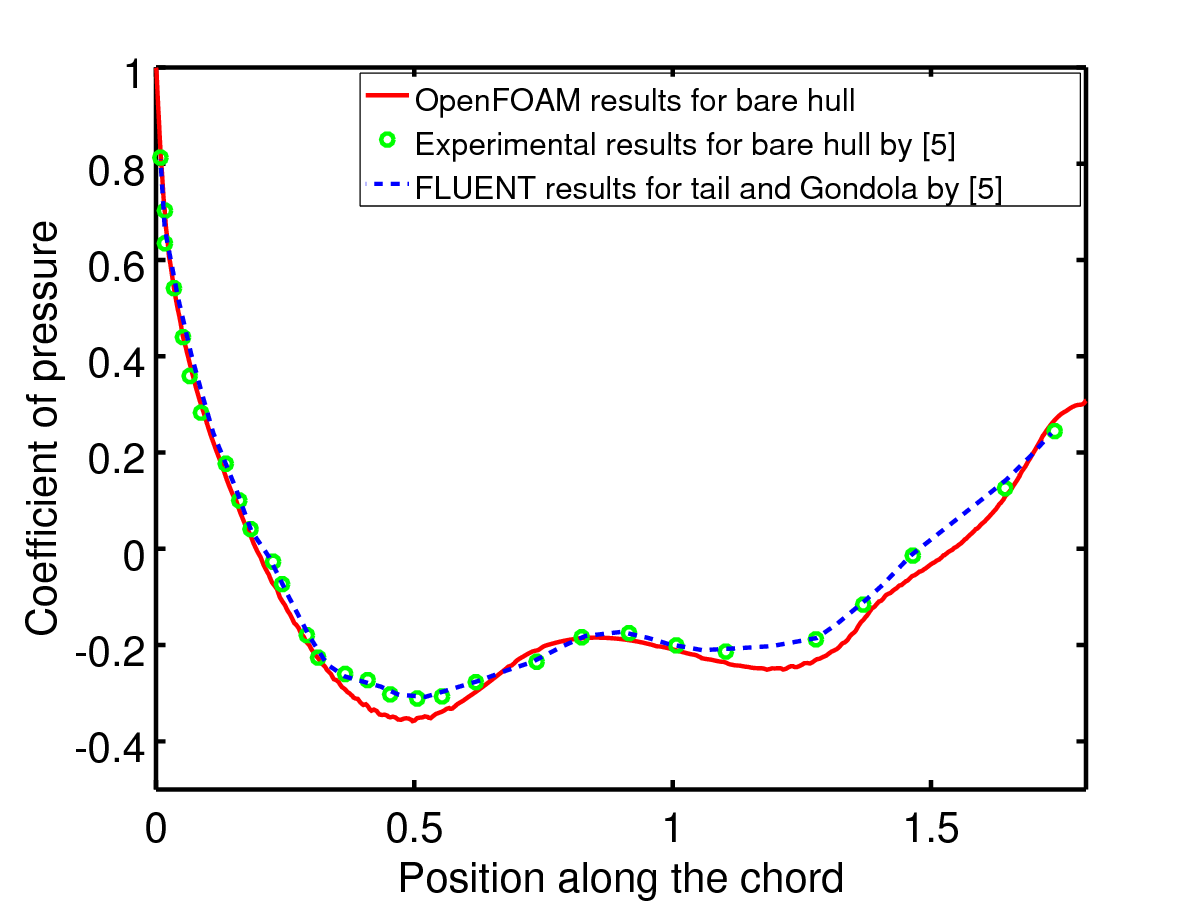 1
0.8
0.6
0.4
0.2
0
-0.2
-0.4
Coefficient of pressure
OpenFOAM results for bare hull
Experimental results for bare hull by [5]
FLUENT results for tail and Gondola by [5]
0 0.5 1 1.5
Position along the chord